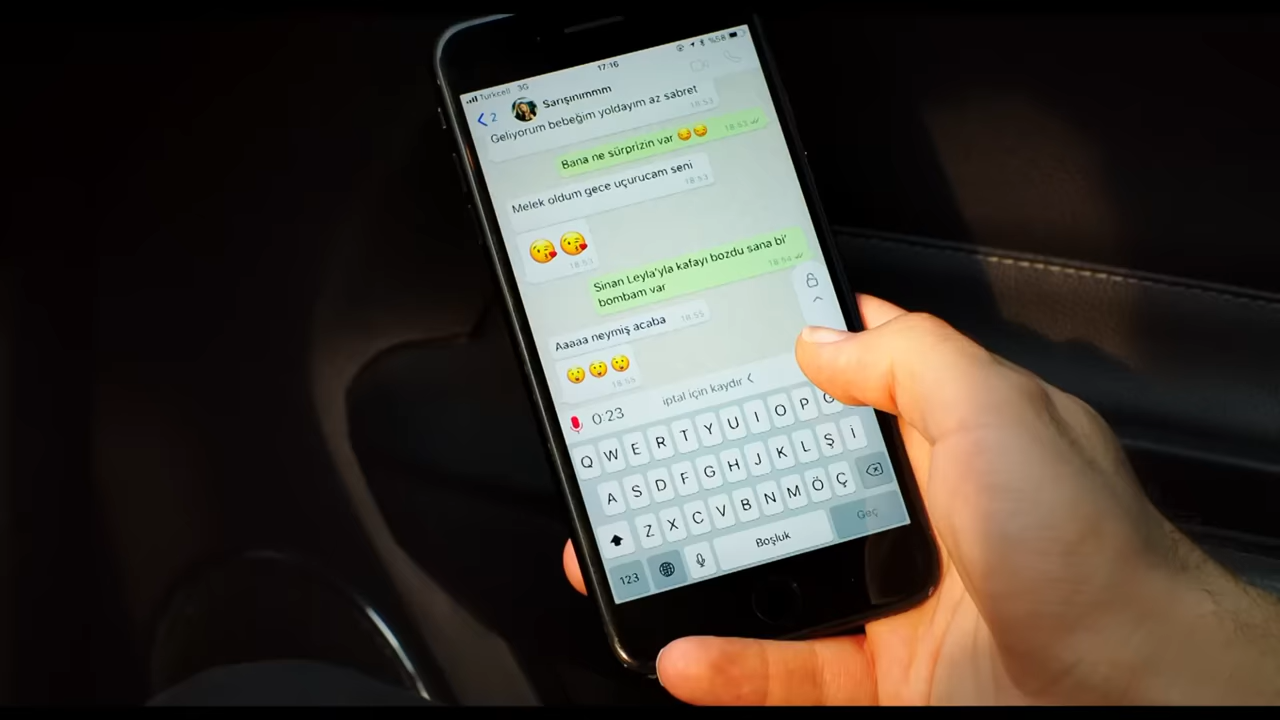 Turkcell 3G
17:16
%58
2
Sarışınımmm
Geliyorum bebeğim yoldayım az sabret
18:53
Bana ne sürprizin var 😏😏
18:53
Melek oldum gece uçurucam seni
18:53
😘😘
18:53
Sinan Leyla'yla kafayı bozdu sana bi'
bombam var
18:54
Aaaaa neymiş acaba
18:55
😲😲😲
18:55
0:23 iptal için kaydır <
Q W E R T Y U I O P G
A S D F G H J K L Ş İ
Z X C V B N M Ö Ç
123 Boşluk Geç